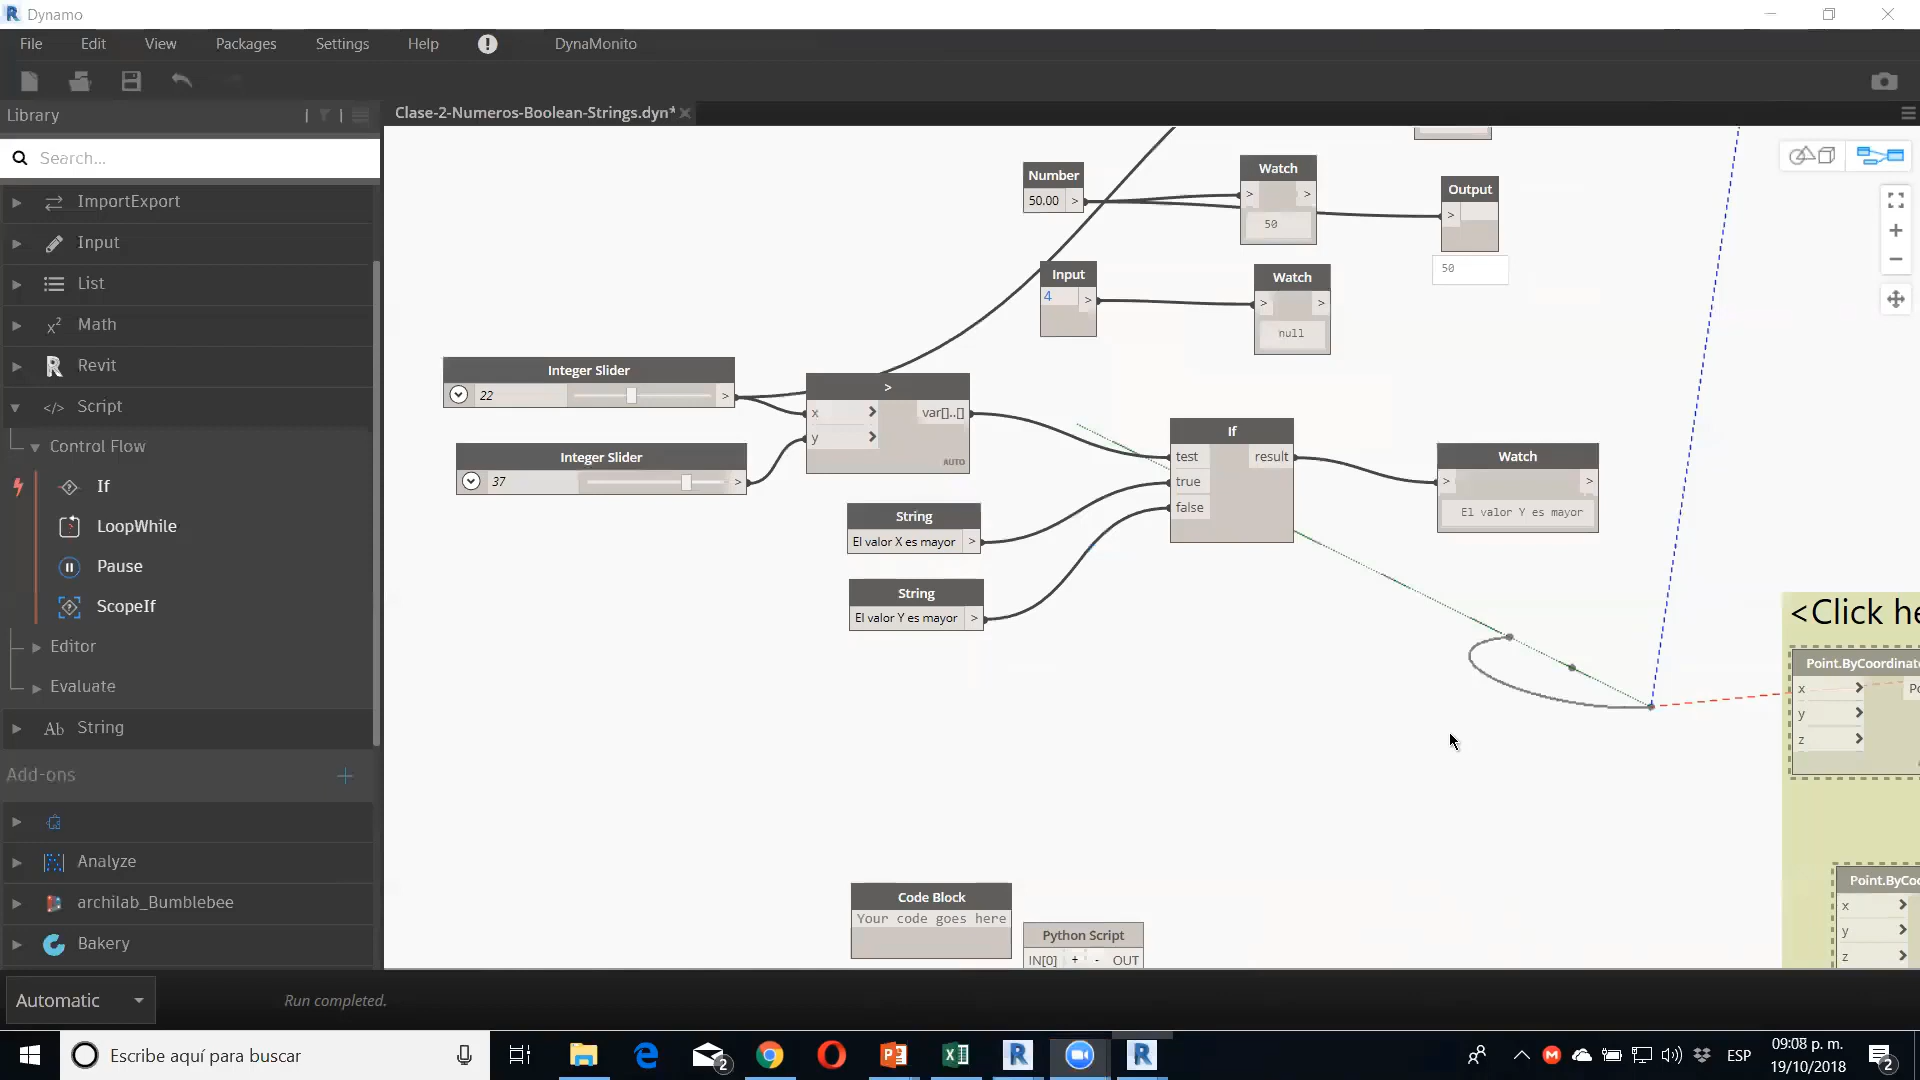 Dynamo
File Edit View Packages Settings Help DynaMonito
Library
Clase-2-Numeros-Boolean-Strings.dyn*
Search...
ImportExport
Input
List
Math
Revit
Script
Control Flow
If
LoopWhile
Pause
ScopeIf
Editor
Evaluate
String
Add-ons
Analyze
archilab_Bumblebee
Bakery
Number
50.00 >
Watch
> >
50
Output
>
50
Input
4 >
Watch
> >
null
Integer Slider
22 >
Integer Slider
37 >
>
x var[]..[]
y
AUTO
String
El valor X es mayor >
String
El valor Y es mayor >
If
test result
true
false
Watch
> >
El valor Y es mayor
<Click he
Point.ByCoordinat
x Po
y
z
Point.ByCoo
x
y
z
Code Block
Your code goes here
Python Script
IN[0] + - OUT
Automatic
Run completed.
Escribe aquí para buscar
2
ESP
09:08 p. m.
19/10/2018
2